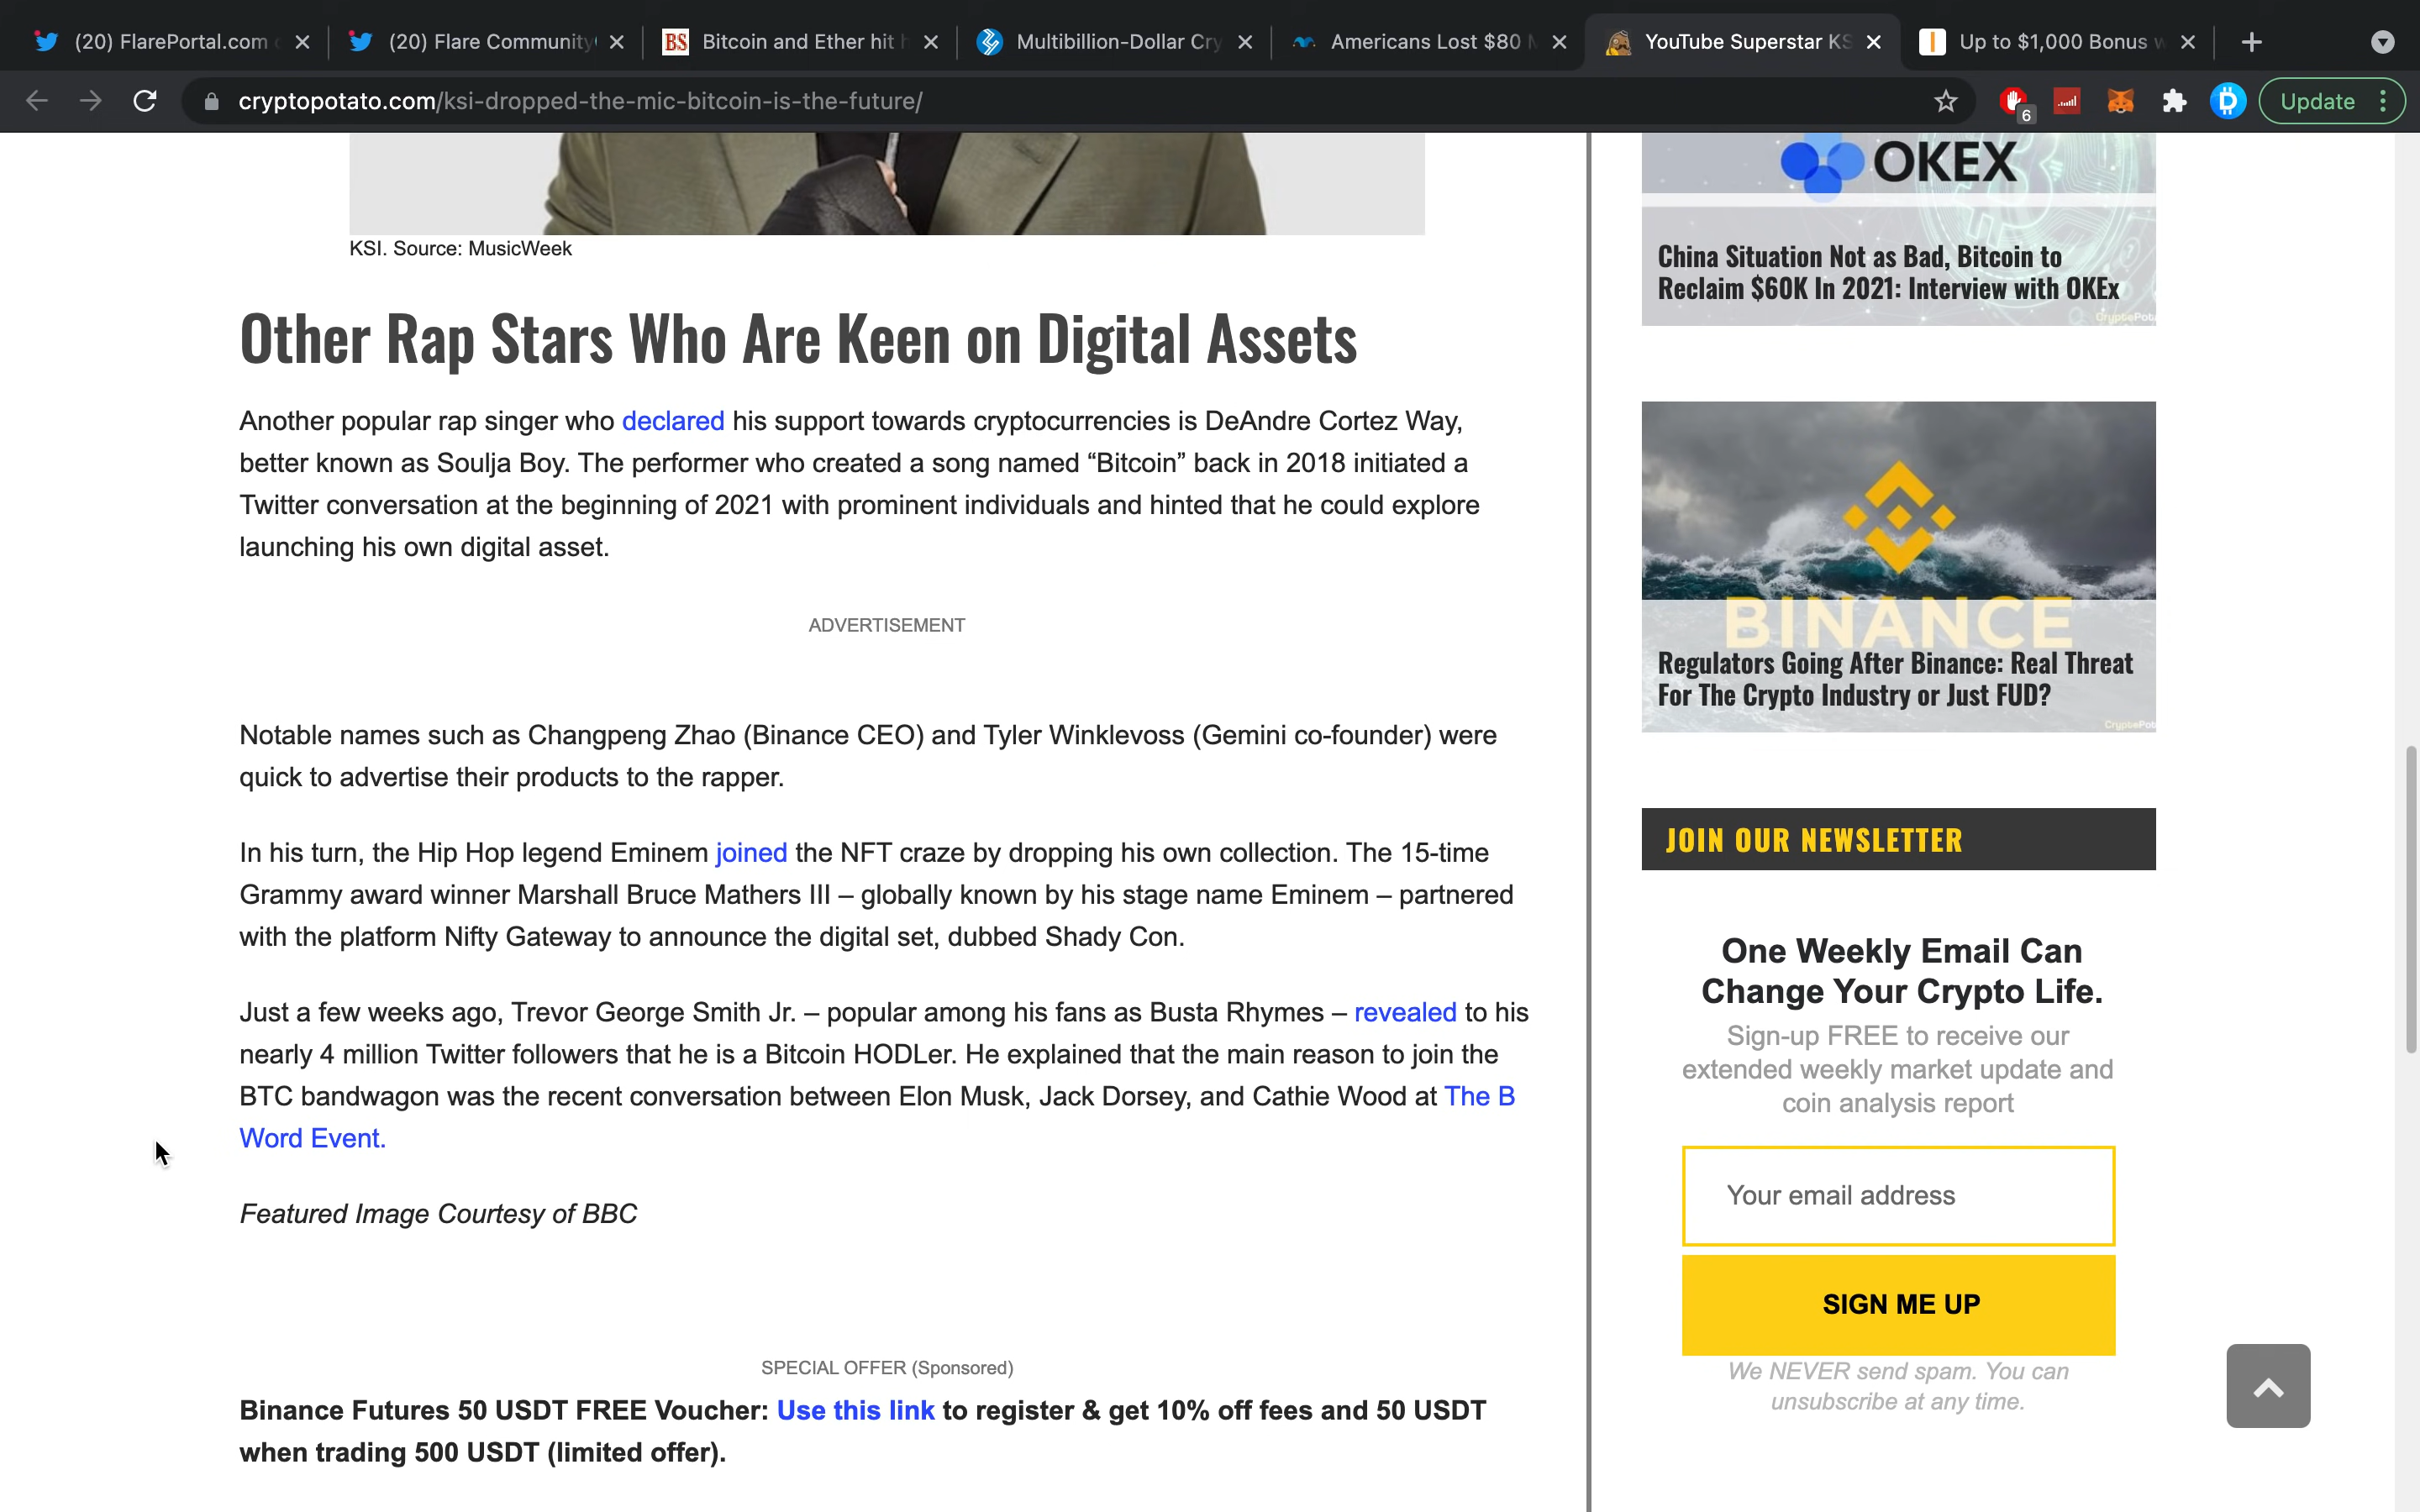 (20) FlarePortal.com
(20) Flare Community
BS Bitcoin and Ether hit h
Multibillion-Dollar Cry
Americans Lost $80 M
YouTube Superstar KS
Up to $1,000 Bonus w
cryptopotato.com/ksi-dropped-the-mic-bitcoin-is-the-future/
6
Update
KSI. Source: MusicWeek
Other Rap Stars Who Are Keen on Digital Assets
Another popular rap singer who declared his support towards cryptocurrencies is DeAndre Cortez Way,
better known as Soulja Boy. The performer who created a song named “Bitcoin” back in 2018 initiated a
Twitter conversation at the beginning of 2021 with prominent individuals and hinted that he could explore
launching his own digital asset.
ADVERTISEMENT
Notable names such as Changpeng Zhao (Binance CEO) and Tyler Winklevoss (Gemini co-founder) were
quick to advertise their products to the rapper.
In his turn, the Hip Hop legend Eminem joined the NFT craze by dropping his own collection. The 15-time
Grammy award winner Marshall Bruce Mathers III – globally known by his stage name Eminem – partnered
with the platform Nifty Gateway to announce the digital set, dubbed Shady Con.
Just a few weeks ago, Trevor George Smith Jr. – popular among his fans as Busta Rhymes – revealed to his
nearly 4 million Twitter followers that he is a Bitcoin HODLer. He explained that the main reason to join the
BTC bandwagon was the recent conversation between Elon Musk, Jack Dorsey, and Cathie Wood at The B
Word Event.
Featured Image Courtesy of BBC
SPECIAL OFFER (Sponsored)
Binance Futures 50 USDT FREE Voucher: Use this link to register & get 10% off fees and 50 USDT
when trading 500 USDT (limited offer).
OKEX
China Situation Not as Bad, Bitcoin to
Reclaim $60K In 2021: Interview with OKEx
CryptoPot
BINANCE
Regulators Going After Binance: Real Threat
For The Crypto Industry or Just FUD?
CryptoPot
JOIN OUR NEWSLETTER
One Weekly Email Can
Change Your Crypto Life.
Sign-up FREE to receive our
extended weekly market update and
coin analysis report
Your email address
SIGN ME UP
We NEVER send spam. You can
unsubscribe at any time.